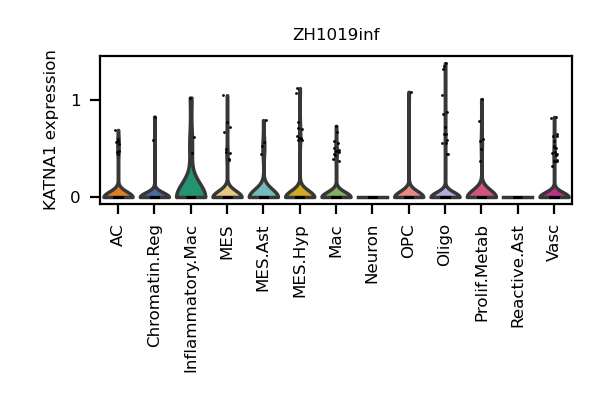 ZH1019inf
KATNA1 expression
1
0
AC
Chromatin.Reg
Inflammatory.Mac
MES
MES.Ast
MES.Hyp
Mac
Neuron
OPC
Oligo
Prolif.Metab
Reactive.Ast
Vasc